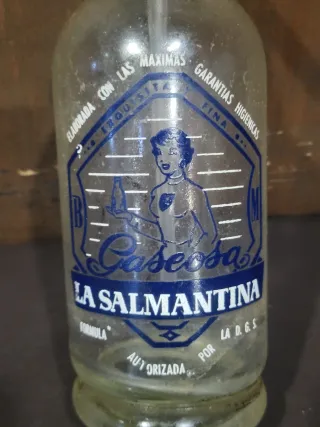 ELABORADA CON LAS MAXIMAS GARANTIAS HIGIENICAS
EXQUISITA Y FINA
B M
Gaseosa
LA SALMANTINA
FORMULA AUTORIZADA POR LA D. G. S.